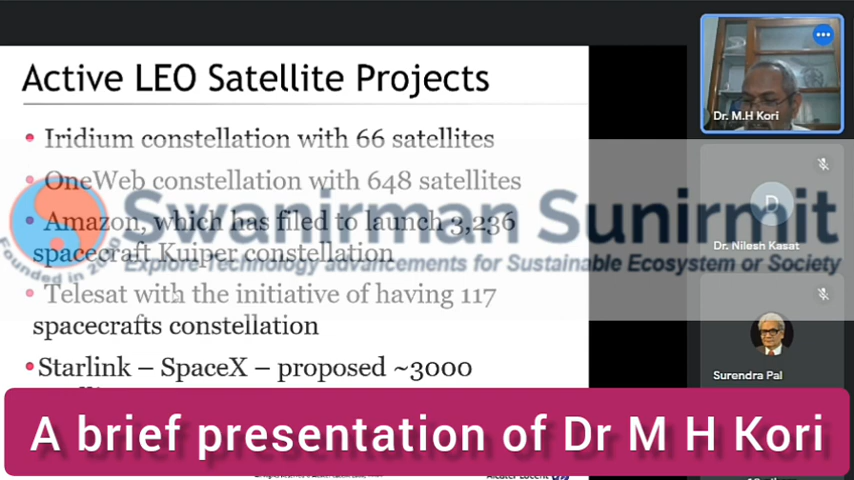 Active LEO Satellite Projects
• Iridium constellation with 66 satellites
• OneWeb constellation with 648 satellites
• Amazon, which has filed to launch 3,236
spacecraft Kuiper constellation
• Telesat with the initiative of having 117
spacecrafts constellation
• Starlink – SpaceX – proposed ~3000
Swanirman Sunirmit
Explore Technology advancements for Sustainable Ecosystem or Society
Founded in
Dr. M.H Kori
D
Dr. Nilesh Kasat
Surendra Pal
A brief presentation of Dr M H Kori